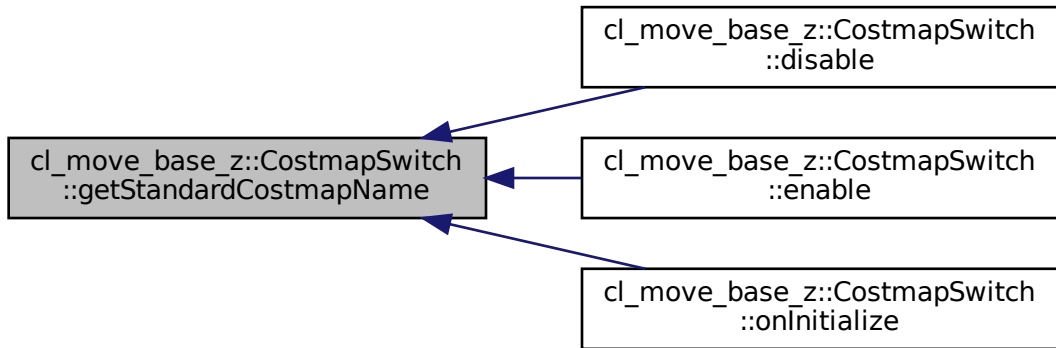 cl_move_base_z::CostmapSwitch
::getStandardCostmapName
cl_move_base_z::CostmapSwitch
::disable
cl_move_base_z::CostmapSwitch
::enable
cl_move_base_z::CostmapSwitch
::onInitialize